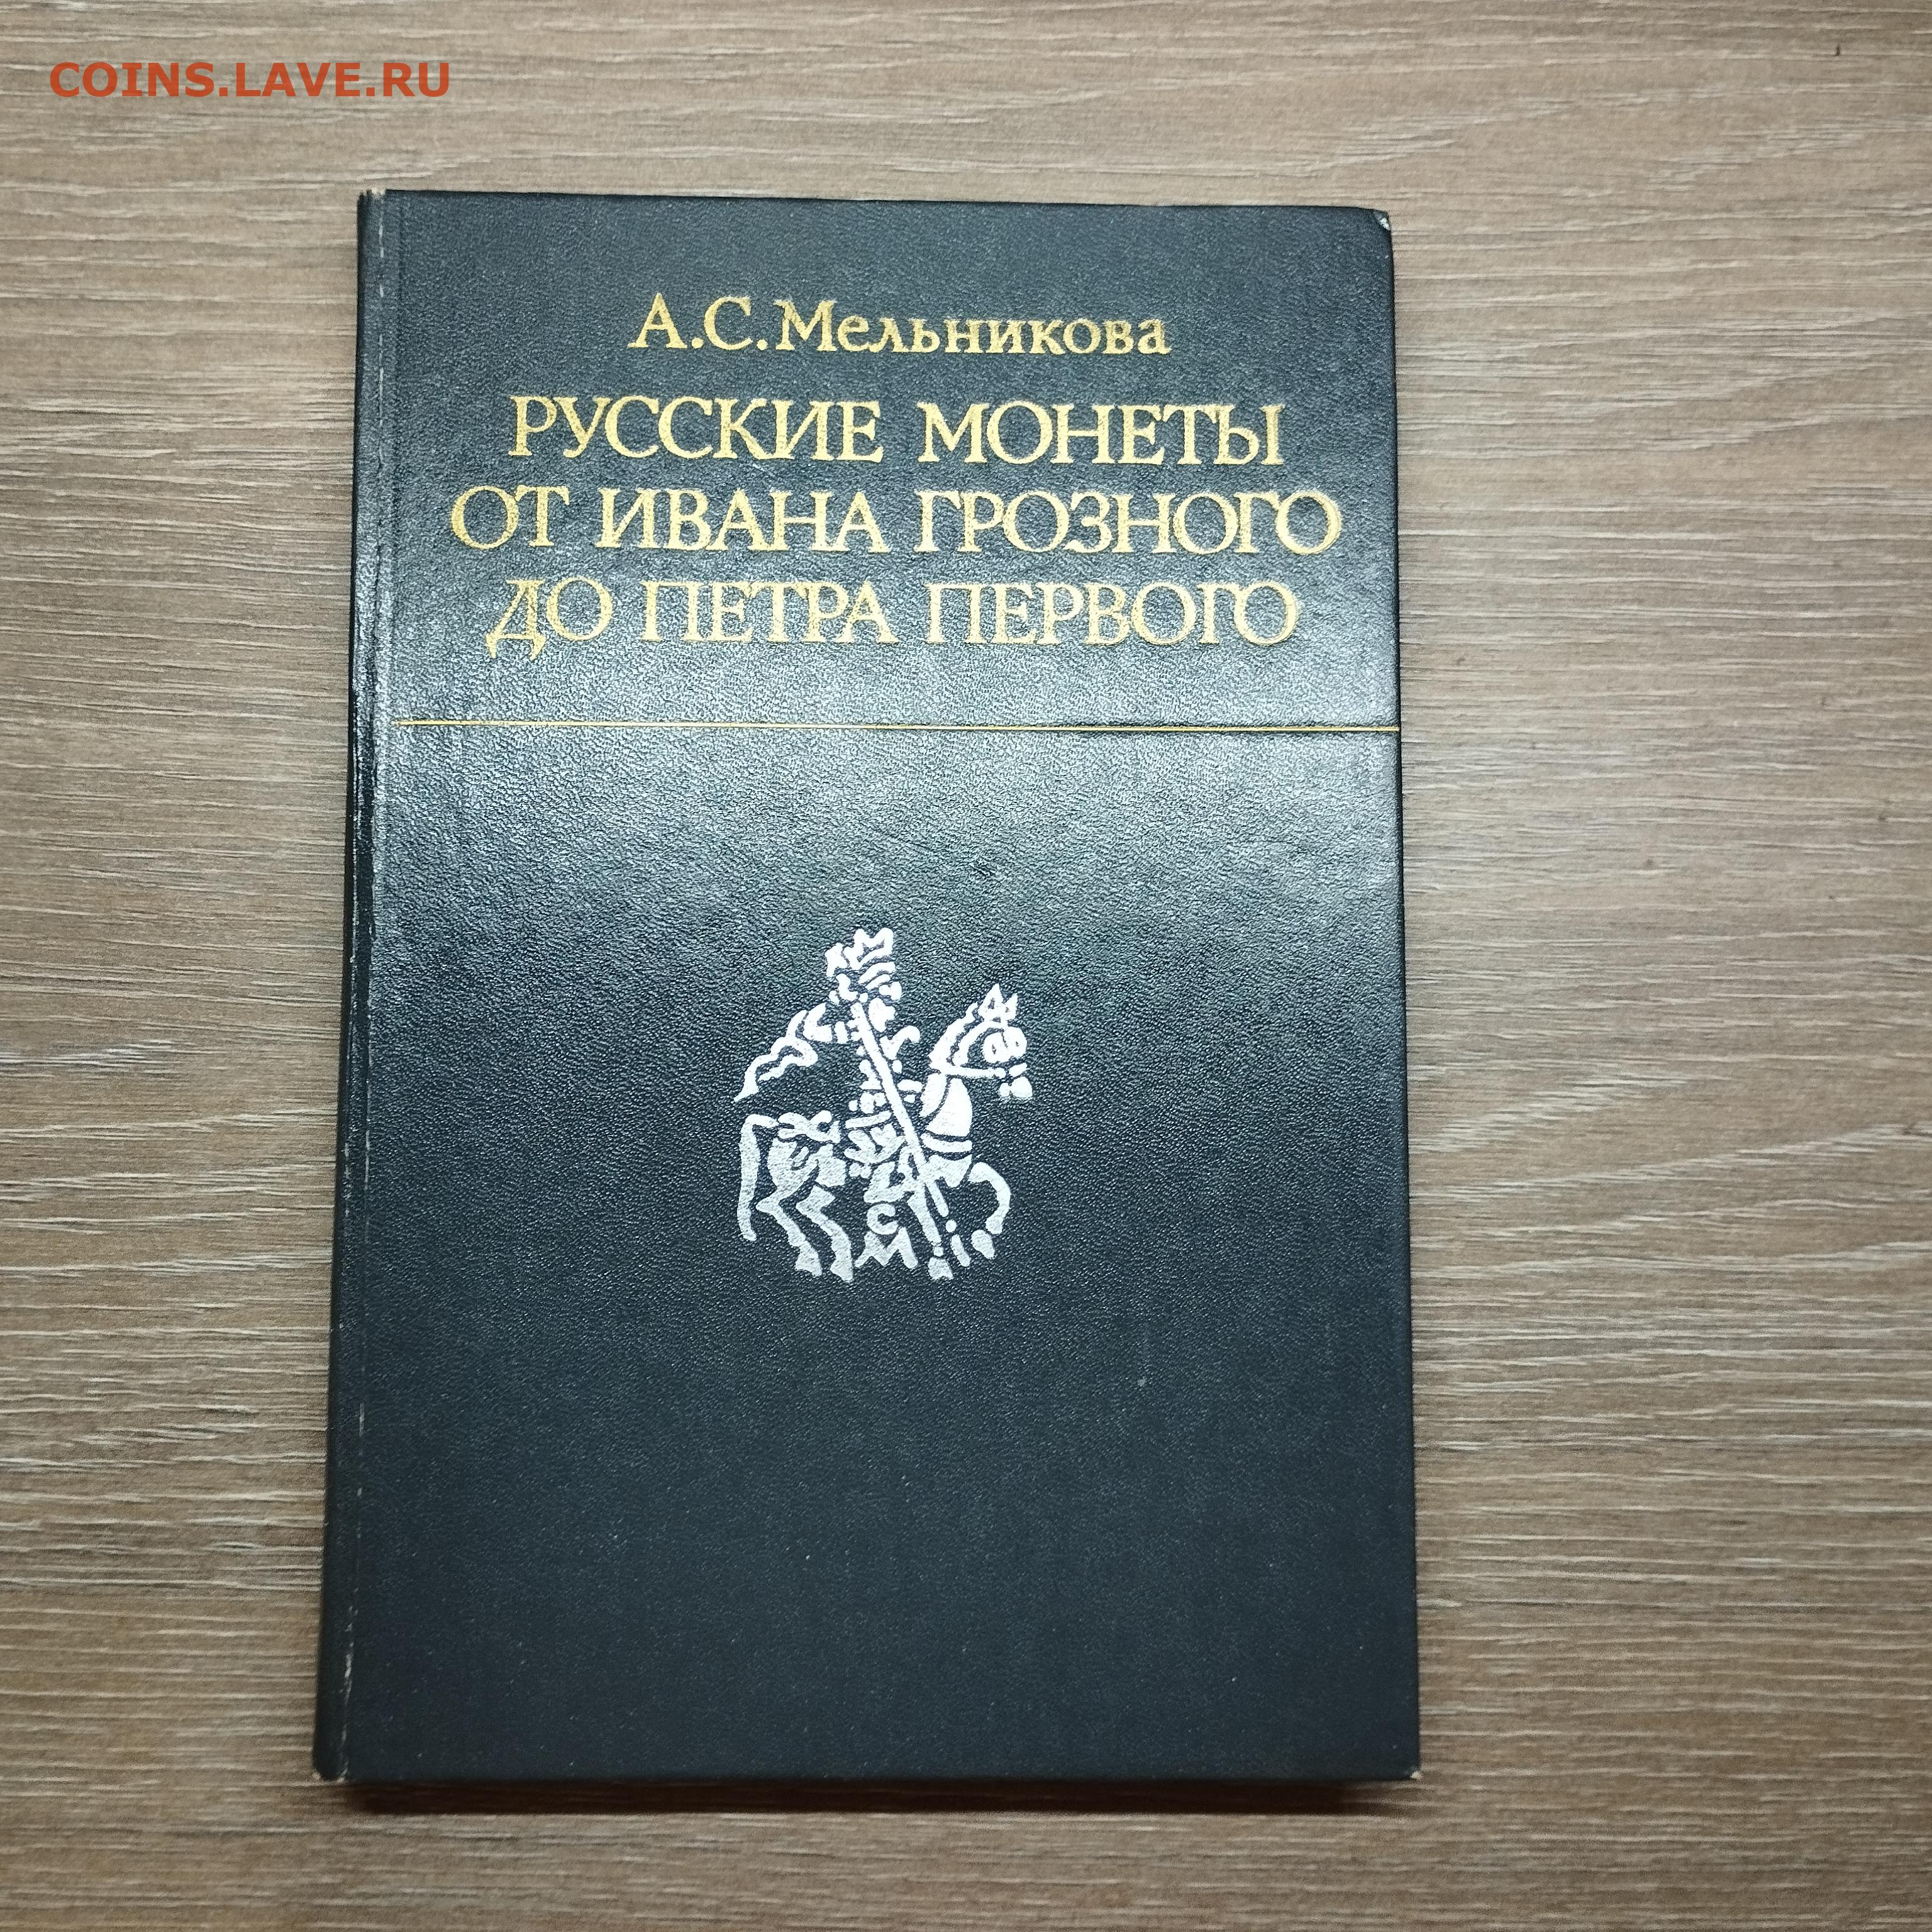 COINS.LAVE.RU
А.С.Мельникова
РУССКИЕ МОНЕТЫ
ОТ ИВАНА ГРОЗНОГО
ДО ПЕТРА ПЕРВОГО
С
М